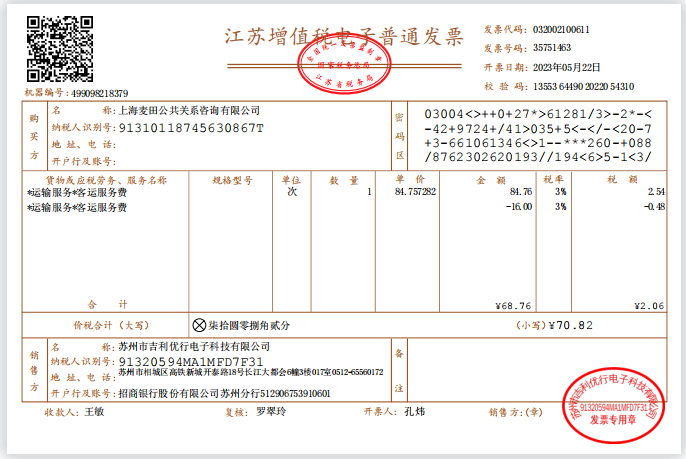 江苏增值税电子普通发票
全国统一发票监制章
国家税务总局
江苏省税务局
发票代码: 032002100611
发票号码: 35751463
开票日期: 2023年05月22日
校 验 码: 13553 64490 20220 54310
机器编号: 499098218379
购买方
名 称: 上海麦田公共关系咨询有限公司
纳税人识别号: 91310118745630867T
地 址、电 话:
开户行及账号:
密码区
03004<>++0+27*>61281/3>-2*-<
-42+9724+/41>035+5<-</-<20-7
+3-661061346<>1--***260-+088
/8762302620193//194<6>5-1<3/
货物或应税劳务、服务名称 规格型号 单位 数 量 单 价 金 额 税率 税 额
*运输服务*客运服务费 次 1 84.757282 84.76 3% 2.54
*运输服务*客运服务费 -16.00 3% -0.48
合 计 ¥68.76 ¥2.06
价税合计（大写） ⊗柒拾圆零捌角贰分 (小写) ¥70.82
销售方
名 称: 苏州市吉利优行电子科技有限公司
纳税人识别号: 91320594MA1MFD7F31
地 址、电 话: 苏州市相城区高铁新城开泰路18号长江大都会6幢3楼017室0512-65560172
开户行及账号: 招商银行股份有限公司苏州分行512906753910601
备注
收款人: 王敏 复核: 罗翠玲 开票人: 孔炜 销售方:(章)
苏州市吉利优行电子科技有限公司
91320594MA1MFD7F31
发票专用章